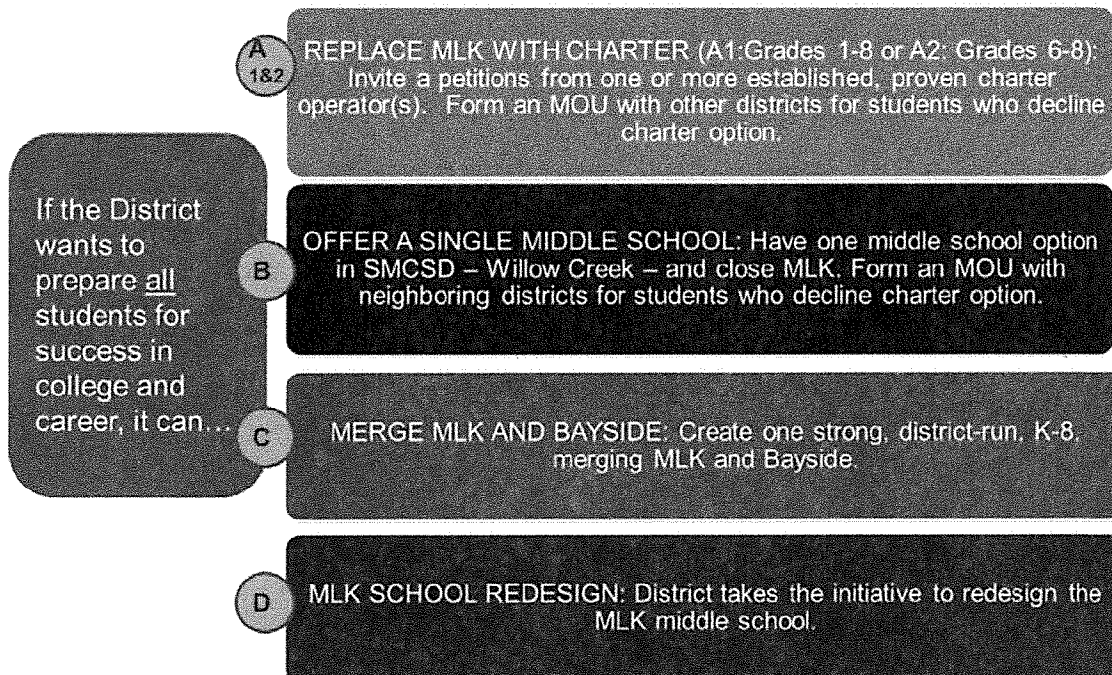 A
1&2
REPLACE MLK WITH CHARTER (A1:Grades 1-8 or A2: Grades 6-8):
Invite a petitions from one or more established, proven charter
operator(s). Form an MOU with other districts for students who decline
charter option.
If the District
wants to
prepare all
students for
success in
college and
career, it can…
B
OFFER A SINGLE MIDDLE SCHOOL: Have one middle school option
in SMCSD – Willow Creek – and close MLK. Form an MOU with
neighboring districts for students who decline charter option.
C
MERGE MLK AND BAYSIDE: Create one strong, district-run, K-8,
merging MLK and Bayside.
D
MLK SCHOOL REDESIGN: District takes the initiative to redesign the
MLK middle school.